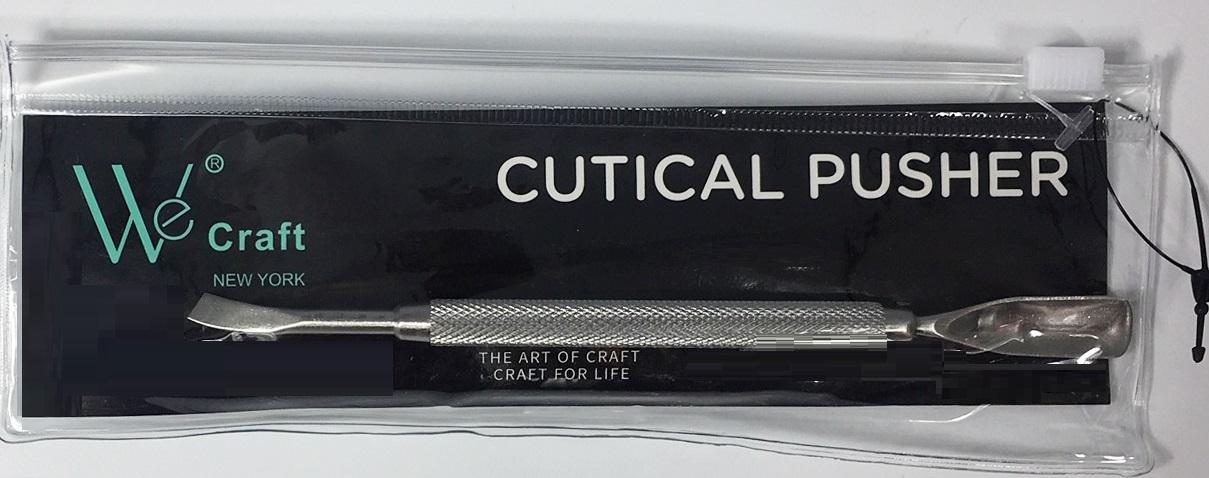 We®
Craft
NEW YORK
CUTICAL PUSHER
THE ART OF CRAFT
CRAFT FOR LIFE